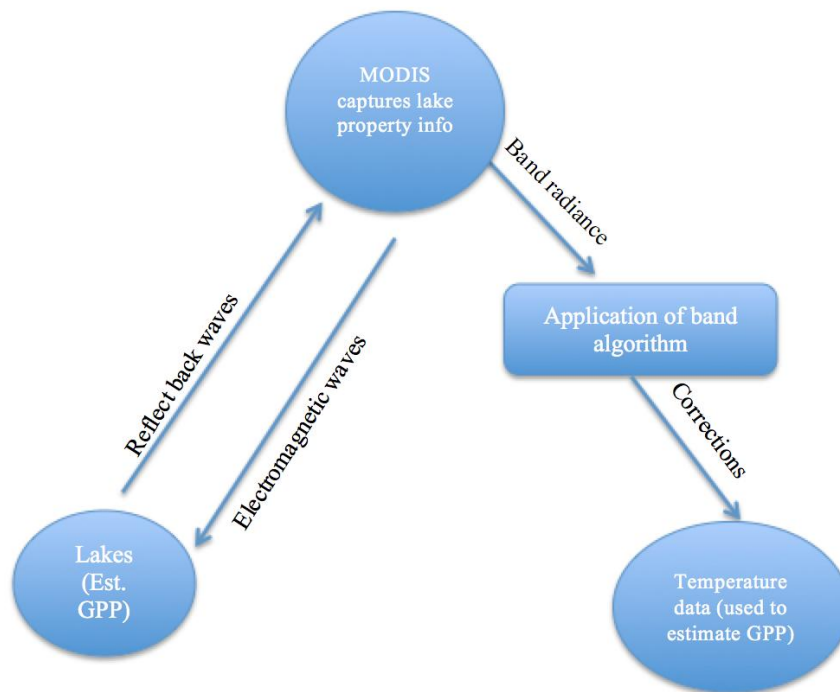 MODIS
captures lake
property info
Band radiance
Reflect back waves
Electromagnetic waves
Application of band
algorithm
Corrections
Lakes
(Est.
GPP)
Temperature
data (used to
estimate GPP)